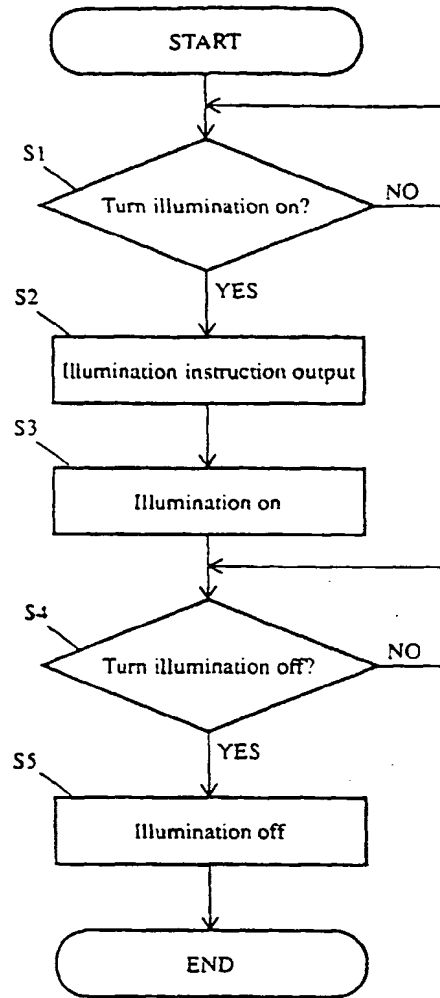 START
S1
Turn illumination on?
NO
YES
S2
Illumination instruction output
S3
Illumination on
S4
Turn illumination off?
NO
YES
S5
Illumination off
END